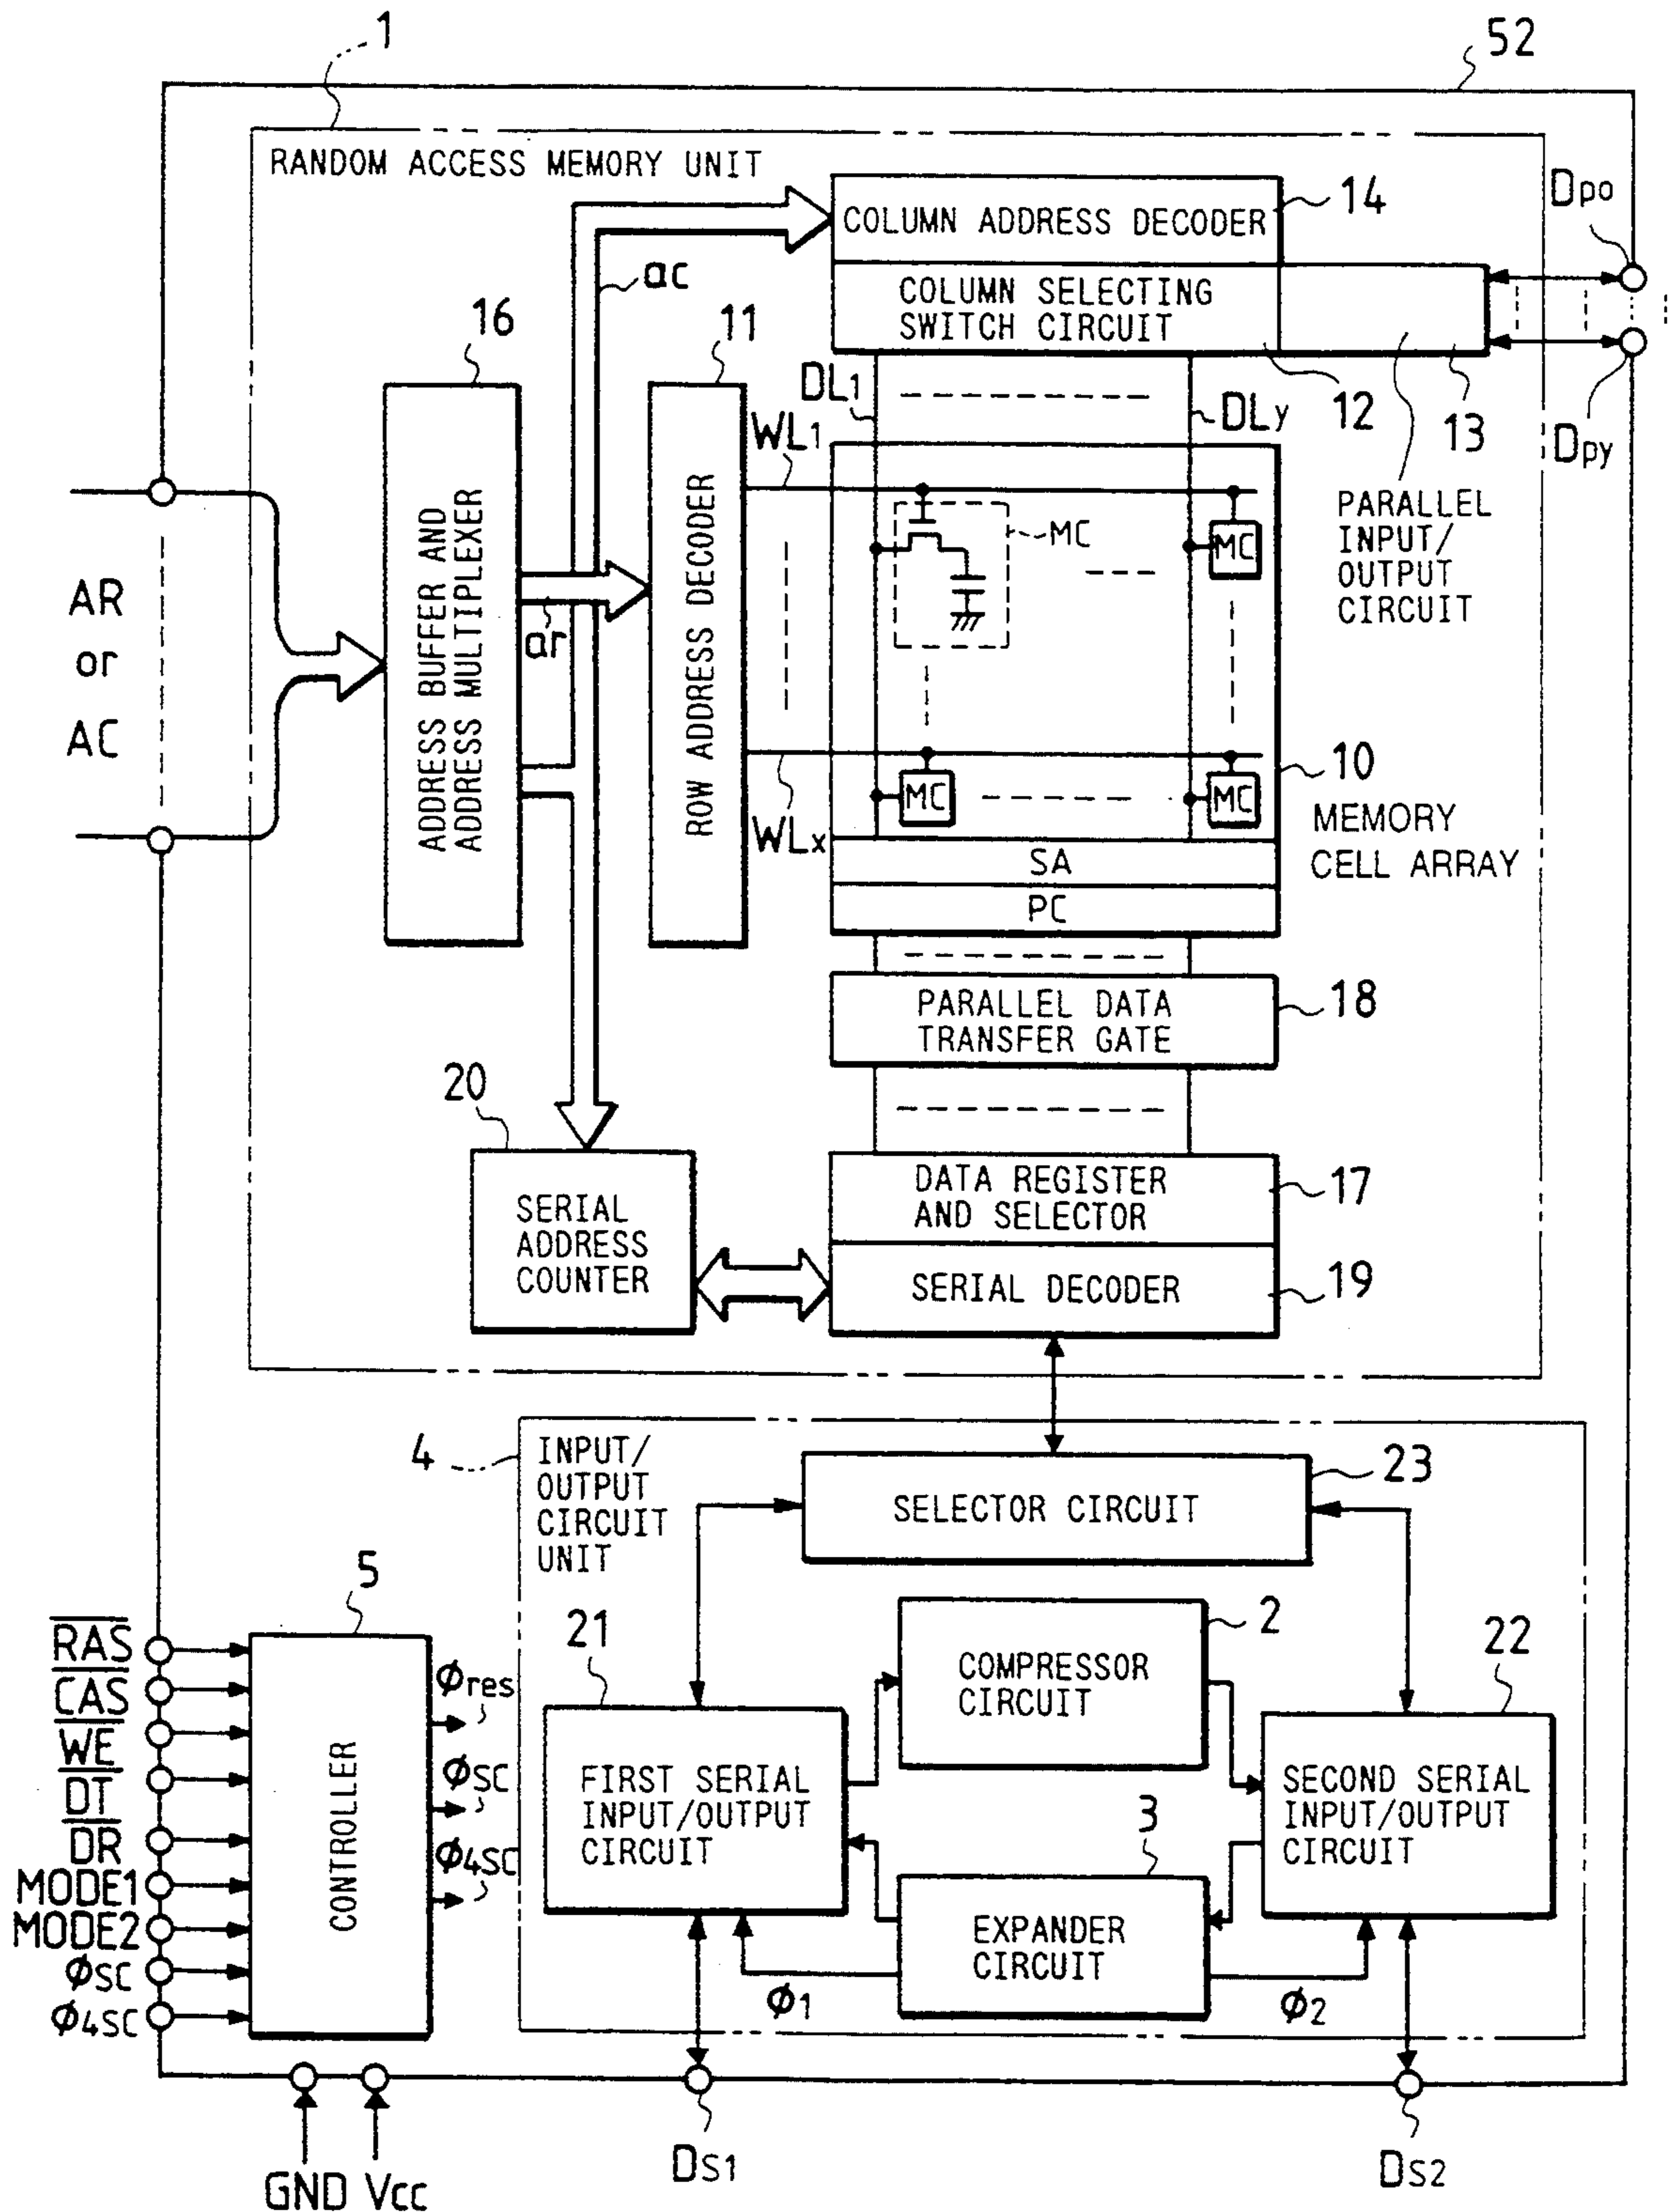 1
52
RANDOM ACCESS MEMORY UNIT
COLUMN ADDRESS DECODER
14
Dpo
ac
COLUMN SELECTING
SWITCH CIRCUIT
16
11
DL1
DLy
12
13
Dpy
WL1
ADDRESS BUFFER AND
ADDRESS MULTIPLEXER
ROW ADDRESS DECODER
MC
MC
PARALLEL
INPUT/
OUTPUT
CIRCUIT
AR
or
AC
ar
10
MC
MC
MEMORY
CELL ARRAY
WLx
SA
PC
PARALLEL DATA
TRANSFER GATE
18
20
SERIAL
ADDRESS
COUNTER
DATA REGISTER
AND SELECTOR
17
SERIAL DECODER
19
4
INPUT/
OUTPUT
CIRCUIT
UNIT
SELECTOR CIRCUIT
23
5
21
COMPRESSOR
CIRCUIT
2
22
R̅A̅S̅
C̅A̅S̅
W̅E̅
D̅T̅
D̅R̅
MODE1
MODE2
ϕSC
ϕ4SC
CONTROLLER
ϕres
ϕSC
ϕ4SC
FIRST SERIAL
INPUT/OUTPUT
CIRCUIT
3
SECOND SERIAL
INPUT/OUTPUT
CIRCUIT
EXPANDER
CIRCUIT
ϕ1
ϕ2
GND
Vcc
DS1
DS2